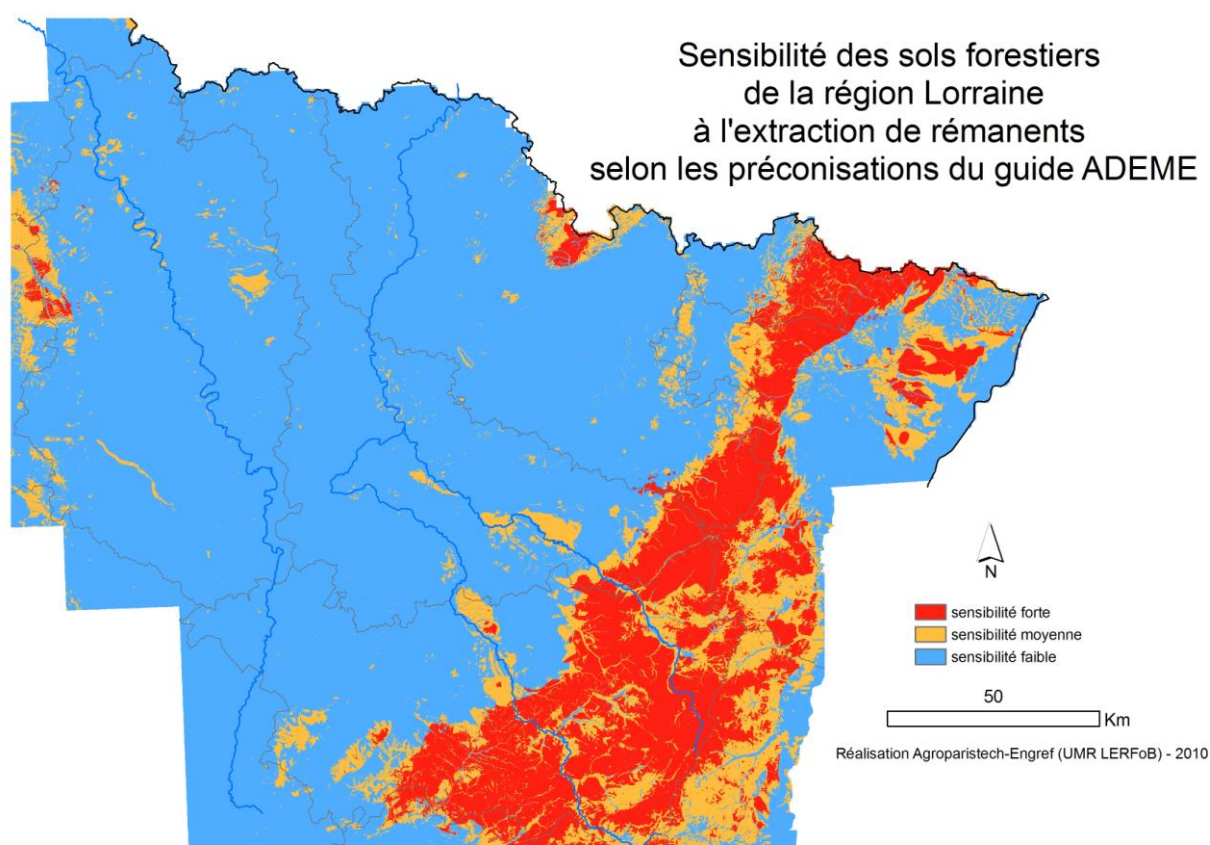 Sensibilité des sols forestiers
de la région Lorraine
à l'extraction de rémanents
selon les préconisations du guide ADEME
N
sensibilité forte
sensibilité moyenne
sensibilité faible
50
Km
Réalisation Agroparistech-Engref (UMR LERFoB) - 2010